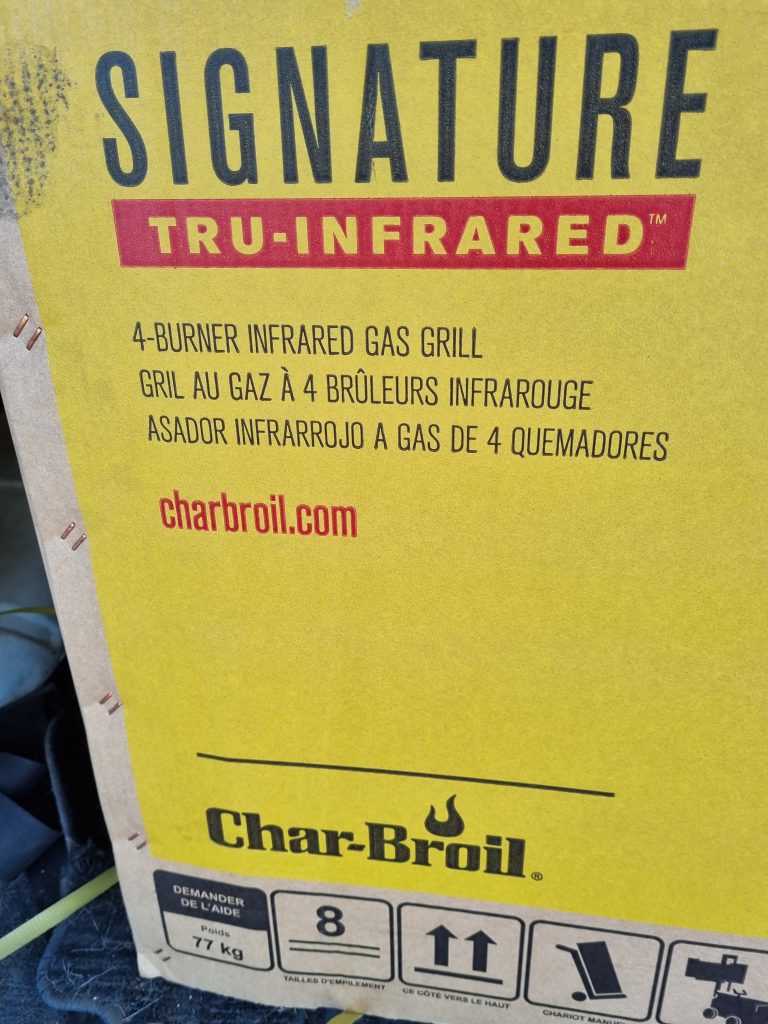 SIGNATURE
TRU-INFRARED™
4-BURNER INFRARED GAS GRILL
GRIL AU GAZ À 4 BRÛLEURS INFRAROUGE
ASADOR INFRARROJO A GAS DE 4 QUEMADORES
charbroil.com
Char-Broil®
DEMANDER
DE L'AIDE
Poids
77 kg
8
TAILLES D'EMPILEMENT
CE CÔTÉ VERS LE HAUT
CHARIOT MANUEL